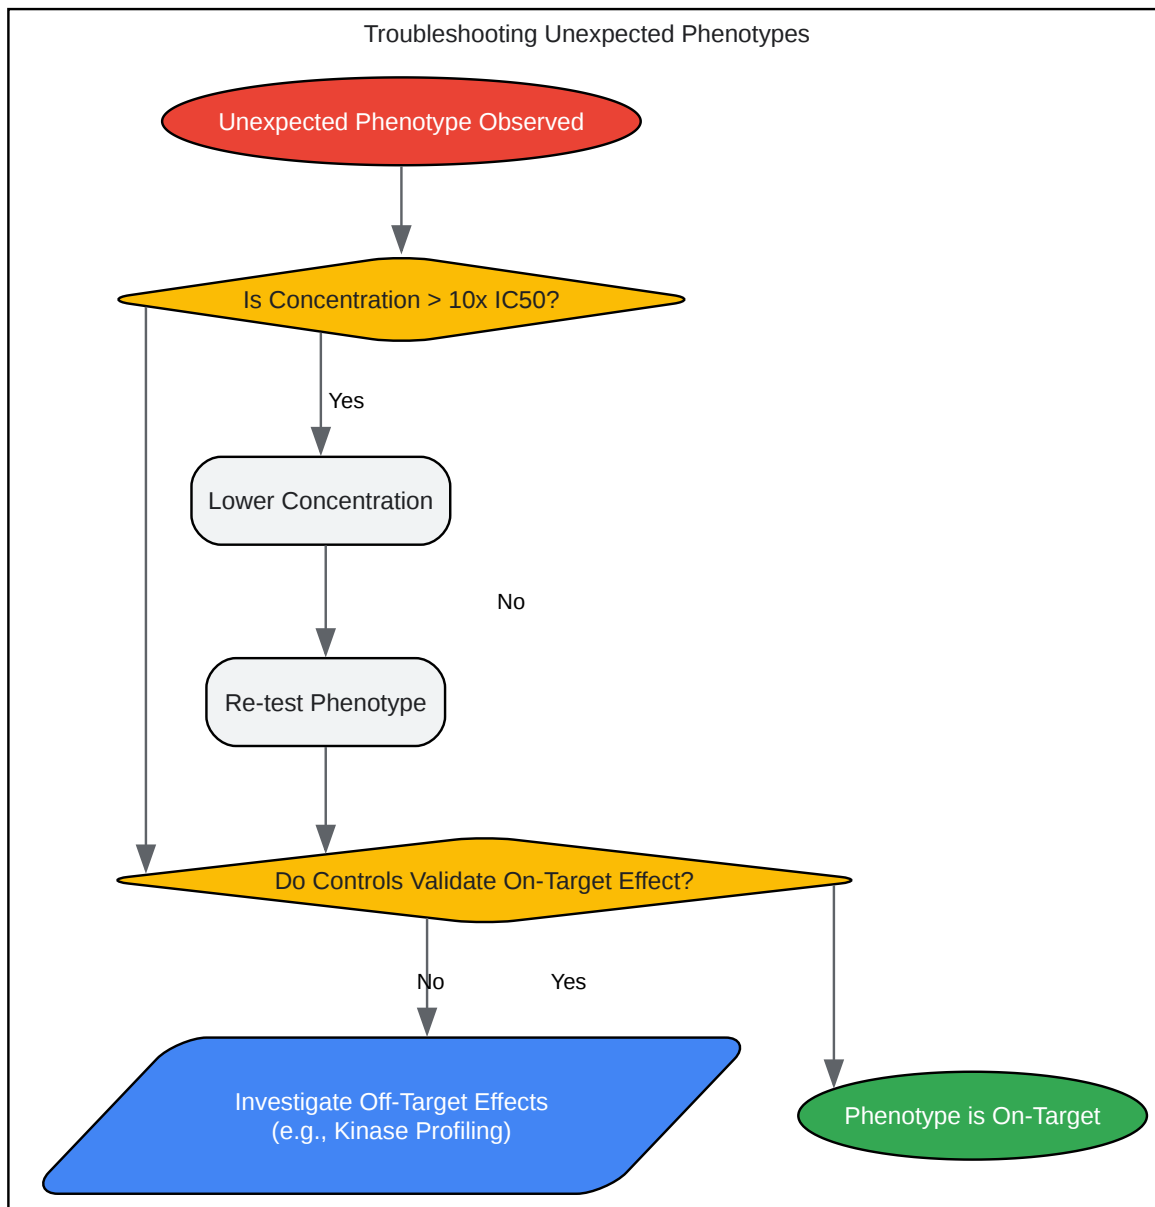 Troubleshooting Unexpected Phenotypes
Unexpected Phenotype Observed
Is Concentration > 10x IC50?
Yes
Lower Concentration
No
Re-test Phenotype
Do Controls Validate On-Target Effect?
No
Yes
Investigate Off-Target Effects
(e.g., Kinase Profiling)
Phenotype is On-Target